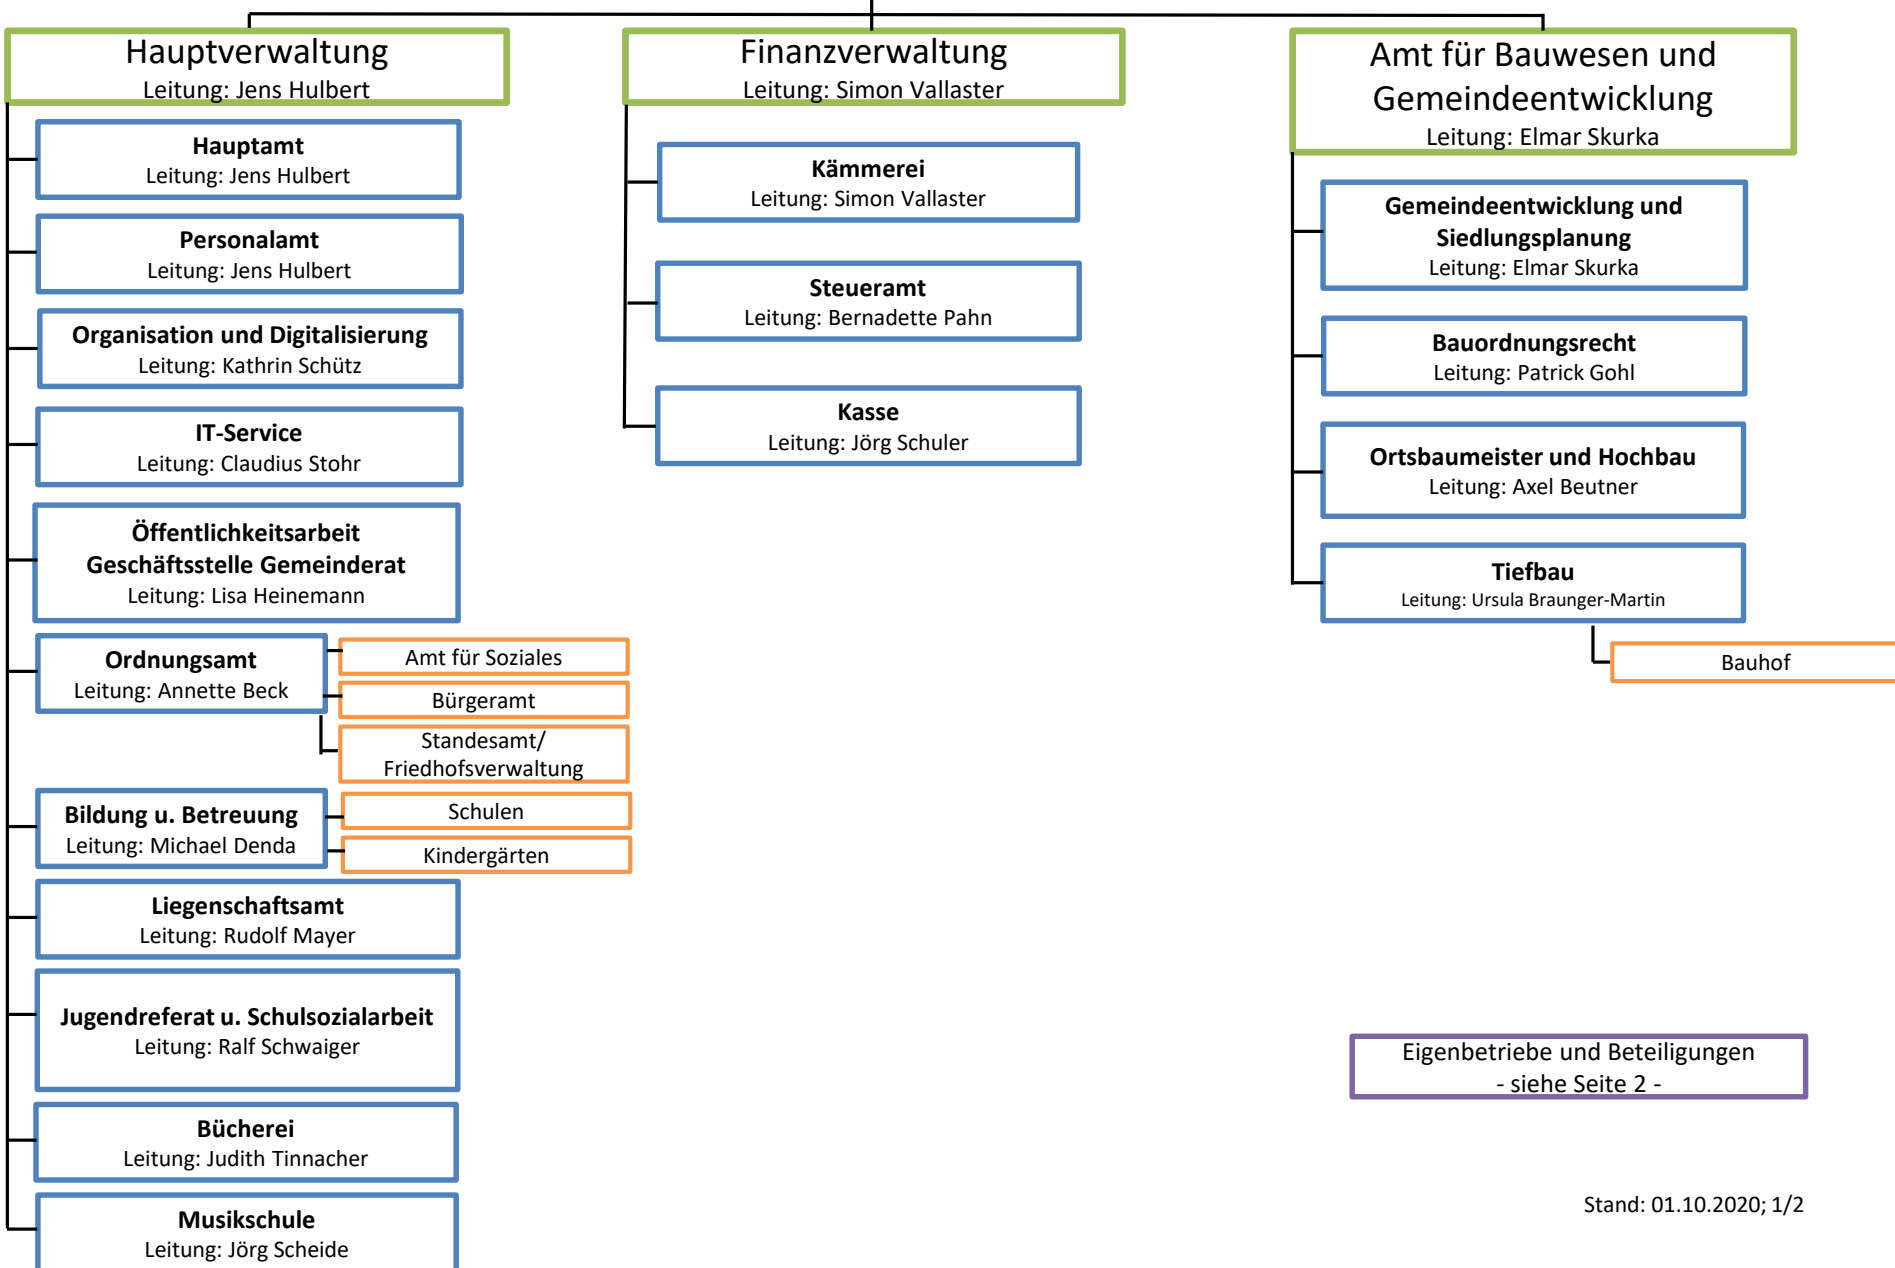 Hauptverwaltung
Leitung: Jens Hulbert
Hauptamt
Leitung: Jens Hulbert
Personalamt
Leitung: Jens Hulbert
Organisation und Digitalisierung
Leitung: Kathrin Schütz
IT-Service
Leitung: Claudius Stohr
Öffentlichkeitsarbeit
Geschäftsstelle Gemeinderat
Leitung: Lisa Heinemann
Ordnungsamt
Leitung: Annette Beck
Amt für Soziales
Bürgeramt
Standesamt/
Friedhofsverwaltung
Bildung u. Betreuung
Leitung: Michael Denda
Schulen
Kindergärten
Liegenschaftsamt
Leitung: Rudolf Mayer
Jugendreferat u. Schulsozialarbeit
Leitung: Ralf Schwaiger
Bücherei
Leitung: Judith Tinnacher
Musikschule
Leitung: Jörg Scheide
Finanzverwaltung
Leitung: Simon Vallaster
Kämmerei
Leitung: Simon Vallaster
Steueramt
Leitung: Bernadette Pahn
Kasse
Leitung: Jörg Schuler
Amt für Bauwesen und
Gemeindeentwicklung
Leitung: Elmar Skurka
Gemeindeentwicklung und
Siedlungsplanung
Leitung: Elmar Skurka
Bauordnungsrecht
Leitung: Patrick Gohl
Ortsbaumeister und Hochbau
Leitung: Axel Beutner
Tiefbau
Leitung: Ursula Braunger-Martin
Bauhof
Eigenbetriebe und Beteiligungen
- siehe Seite 2 -
Stand: 01.10.2020; 1/2